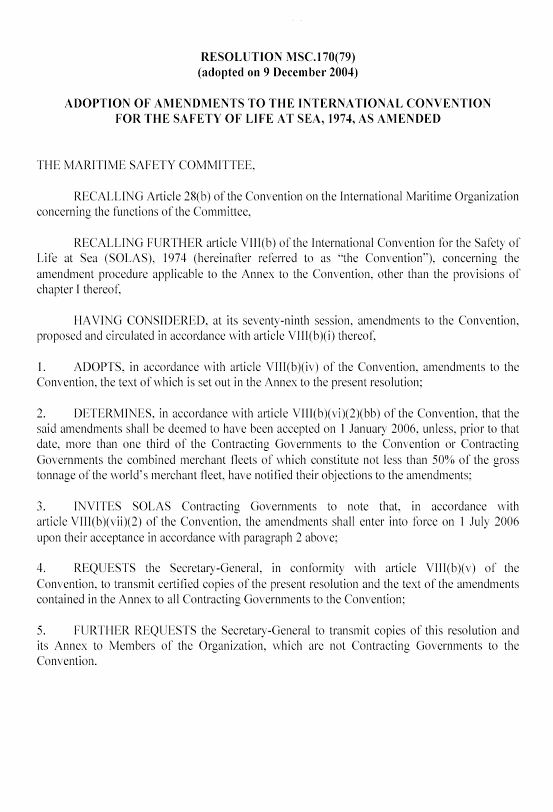 RESOLUTION MSC.170(79)
(adopted on 9 December 2004)
ADOPTION OF AMENDMENTS TO THE INTERNATIONAL CONVENTION
FOR THE SAFETY OF LIFE AT SEA, 1974, AS AMENDED
THE MARITIME SAFETY COMMITTEE,
RECALLING Article 28(b) of the Convention on the International Maritime Organization
concerning the functions of the Committee,
RECALLING FURTHER article VIII(b) of the International Convention for the Safety of
Life at Sea (SOLAS), 1974 (hereinafter referred to as “the Convention”), concerning the
amendment procedure applicable to the Annex to the Convention, other than the provisions of
chapter I thereof,
HAVING CONSIDERED, at its seventy-ninth session, amendments to the Convention,
proposed and circulated in accordance with article VIII(b)(i) thereof,
1. ADOPTS, in accordance with article VIII(b)(iv) of the Convention, amendments to the
Convention, the text of which is set out in the Annex to the present resolution;
2. DETERMINES, in accordance with article VIII(b)(vi)(2)(bb) of the Convention, that the
said amendments shall be deemed to have been accepted on 1 January 2006, unless, prior to that
date, more than one third of the Contracting Governments to the Convention or Contracting
Governments the combined merchant fleets of which constitute not less than 50% of the gross
tonnage of the world’s merchant fleet, have notified their objections to the amendments;
3. INVITES SOLAS Contracting Governments to note that, in accordance with
article VIII(b)(vii)(2) of the Convention, the amendments shall enter into force on 1 July 2006
upon their acceptance in accordance with paragraph 2 above;
4. REQUESTS the Secretary-General, in conformity with article VIII(b)(v) of the
Convention, to transmit certified copies of the present resolution and the text of the amendments
contained in the Annex to all Contracting Governments to the Convention;
5. FURTHER REQUESTS the Secretary-General to transmit copies of this resolution and
its Annex to Members of the Organization, which are not Contracting Governments to the
Convention.